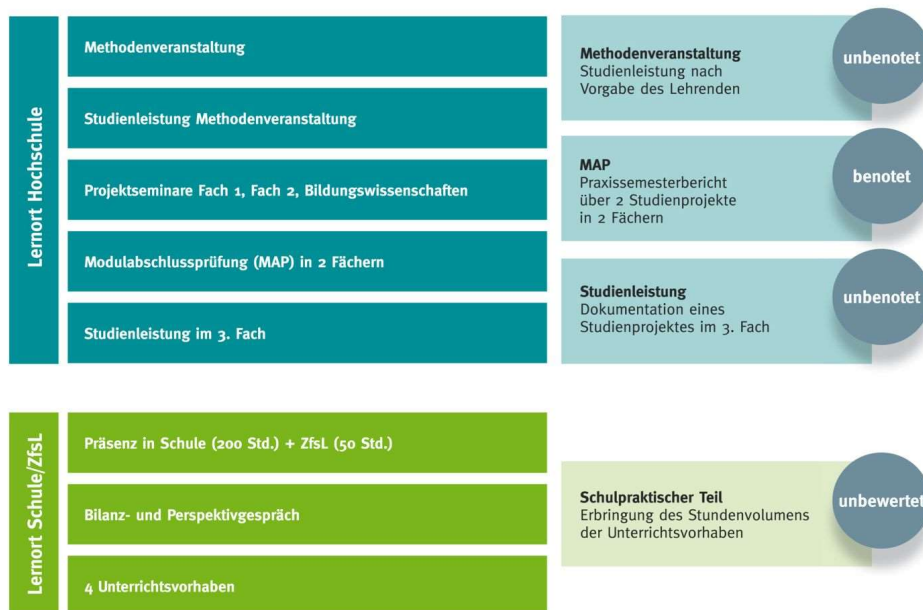 Lernort Hochschule
Methodenveranstaltung
Studienleistung Methodenveranstaltung
Projektseminare Fach 1, Fach 2, Bildungswissenschaften
Modulabschlussprüfung (MAP) in 2 Fächern
Studienleistung im 3. Fach
Methodenveranstaltung
Studienleistung nach
Vorgabe des Lehrenden
unbenotet
MAP
Praxissemesterbericht
über 2 Studienprojekte
in 2 Fächern
benotet
Studienleistung
Dokumentation eines
Studienprojektes im 3. Fach
unbenotet
Lernort Schule/ZfsL
Präsenz in Schule (200 Std.) + ZfsL (50 Std.)
Bilanz- und Perspektivgespräch
4 Unterrichtsvorhaben
Schulpraktischer Teil
Erbringung des Stundenvolumens
der Unterrichtsvorhaben
unbewertet